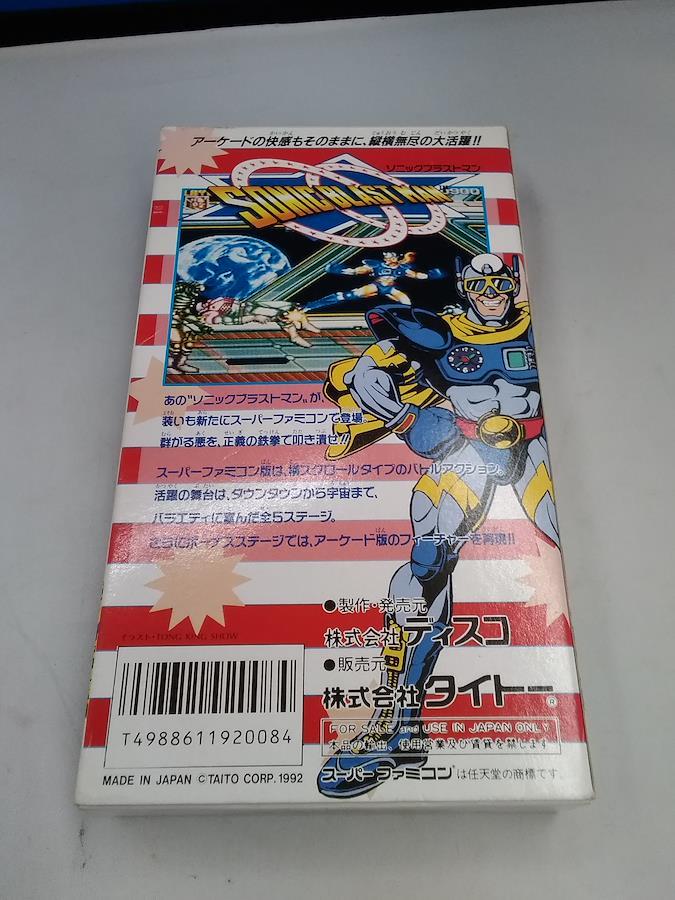 アーケードの快感もそのままに、縦横無尽の大活躍!!
ソニックブラストマン
SONIC BLAST MAN
あの"ソニックブラストマン"が、
装いも新たにスーパーファミコンで登場。
群がる悪を、正義の鉄拳で叩き潰せ!!
スーパーファミコン版は、横スクロールタイプのバトルアクション。
活躍の舞台は、ダウンタウンから宇宙まで、
バラエティに富んだ全5ステージ。
さらにボーナスステージでは、アーケード版のフィーチャーを再現!!
●製作・発売元
株式会社 ディスコ
●販売元
株式会社 タイトー®
イラスト・TONG KING SHOW
T4988611920084
FOR SALE and USE IN JAPAN ONLY
本品の輸出、使用営業及び賃貸を禁じます
MADE IN JAPAN ©TAITO CORP. 1992
スーパーファミコンは任天堂の商標です。